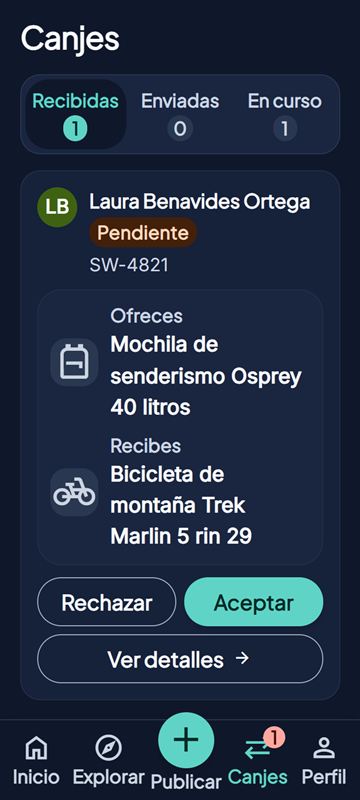 Canjes
Recibidas
1
Enviadas
0
En curso
1
LB
Laura Benavides Ortega
Pendiente
SW-4821
Ofreces
Mochila de
senderismo Osprey
40 litros
Recibes
Bicicleta de
montaña Trek
Marlin 5 rin 29
Rechazar
Aceptar
Ver detalles →
Inicio
Explorar
Publicar
1
Canjes
Perfil